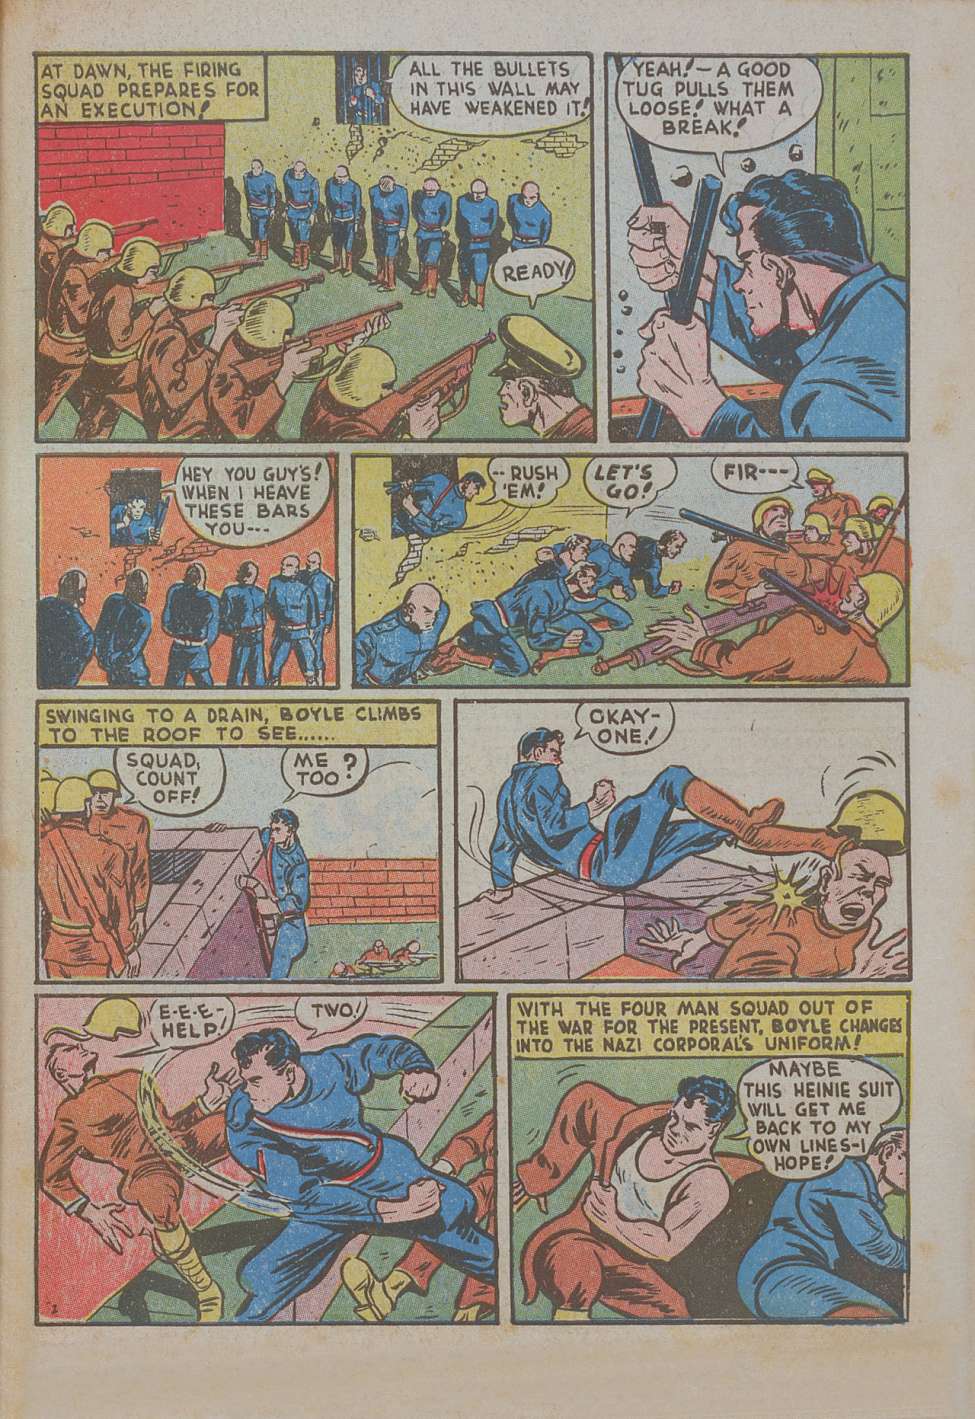 AT DAWN, THE FIRING
SQUAD PREPARES FOR
AN EXECUTION!
ALL THE BULLETS
IN THIS WALL MAY
HAVE WEAKENED IT!
READY!
YEAH! - A GOOD
TUG PULLS THEM
LOOSE! WHAT A
BREAK!
HEY YOU GUY'S!
WHEN I HEAVE
THESE BARS
YOU---
-- RUSH
'EM!
LET'S
GO!
FIR---
SWINGING TO A DRAIN, BOYLE CLIMBS
TO THE ROOF TO SEE......
SQUAD,
COUNT
OFF!
ME
TOO?
OKAY-
ONE!
E-E-E-
HELP!
TWO!
2
WITH THE FOUR MAN SQUAD OUT OF
THE WAR FOR THE PRESENT, BOYLE CHANGES
INTO THE NAZI CORPORAL'S UNIFORM!
MAYBE
THIS HEINIE SUIT
WILL GET ME
BACK TO MY
OWN LINES-I
HOPE!